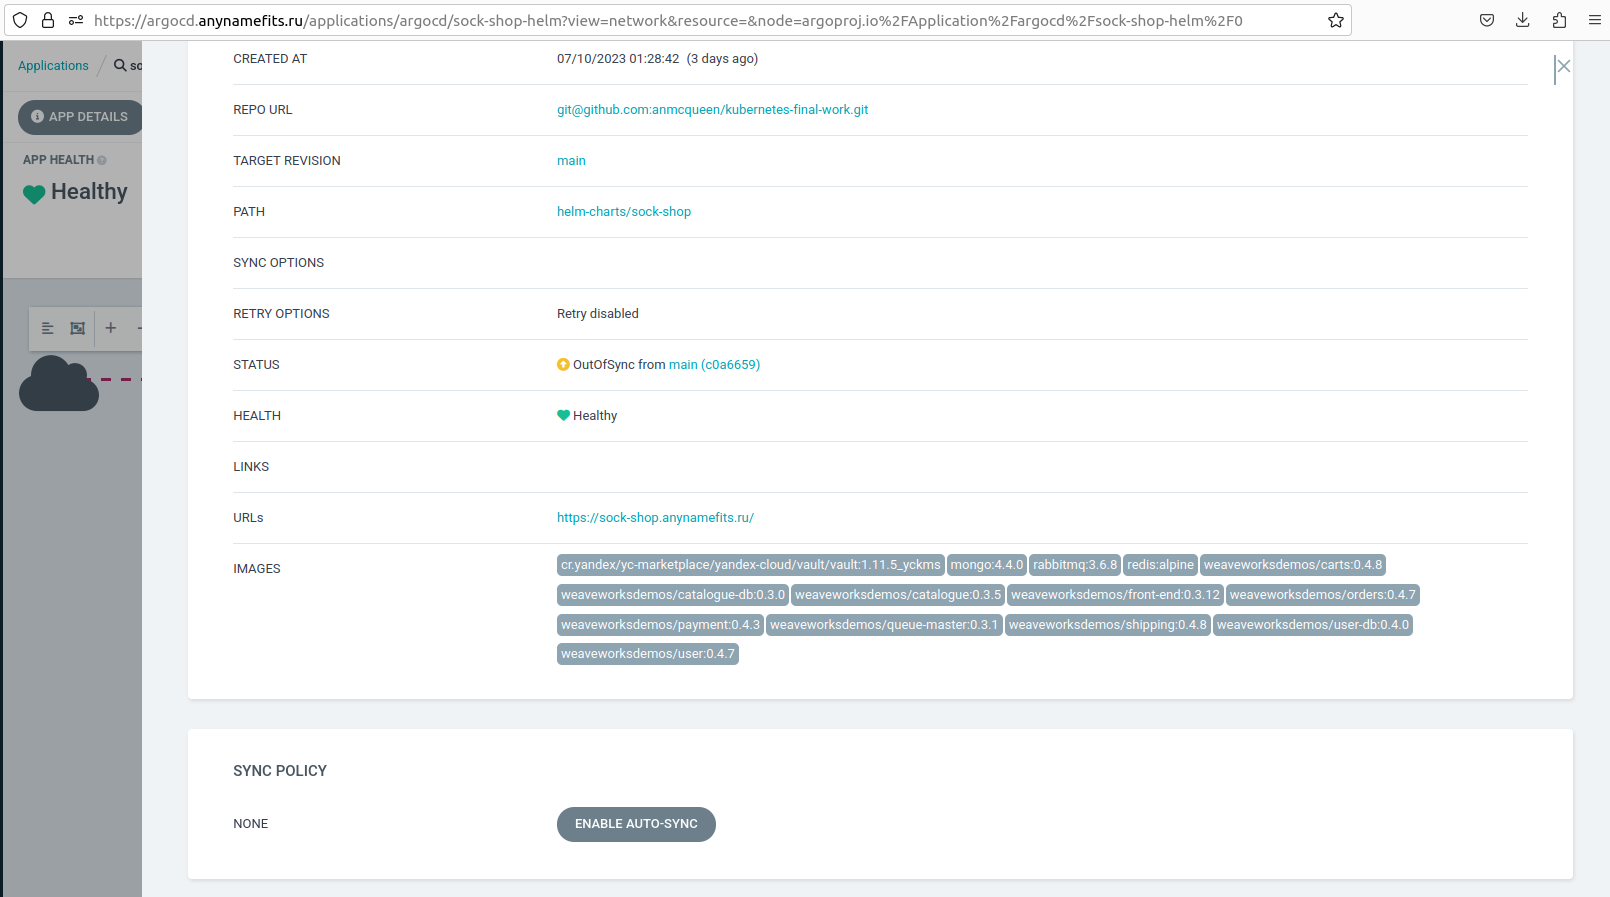 https://argocd.anynamefits.ru/applications/argocd/sock-shop-helm?view=network&resource=&node=argoproj.io%2FApplication%2Fargocd%2Fsock-shop-helm%2F0
Applications / so
APP DETAILS
APP HEALTH
Healthy
CREATED AT 07/10/2023 01:28:42 (3 days ago)
REPO URL git@github.com:anmcqueen/kubernetes-final-work.git
TARGET REVISION main
PATH helm-charts/sock-shop
SYNC OPTIONS
RETRY OPTIONS Retry disabled
STATUS OutOfSync from main (c0a6659)
HEALTH Healthy
LINKS
URLs https://sock-shop.anynamefits.ru/
IMAGES cr.yandex/yc-marketplace/yandex-cloud/vault/vault:1.11.5_yckms mongo:4.4.0 rabbitmq:3.6.8 redis:alpine weaveworksdemos/carts:0.4.8
weaveworksdemos/catalogue-db:0.3.0 weaveworksdemos/catalogue:0.3.5 weaveworksdemos/front-end:0.3.12 weaveworksdemos/orders:0.4.7
weaveworksdemos/payment:0.4.3 weaveworksdemos/queue-master:0.3.1 weaveworksdemos/shipping:0.4.8 weaveworksdemos/user-db:0.4.0
weaveworksdemos/user:0.4.7
SYNC POLICY
NONE ENABLE AUTO-SYNC